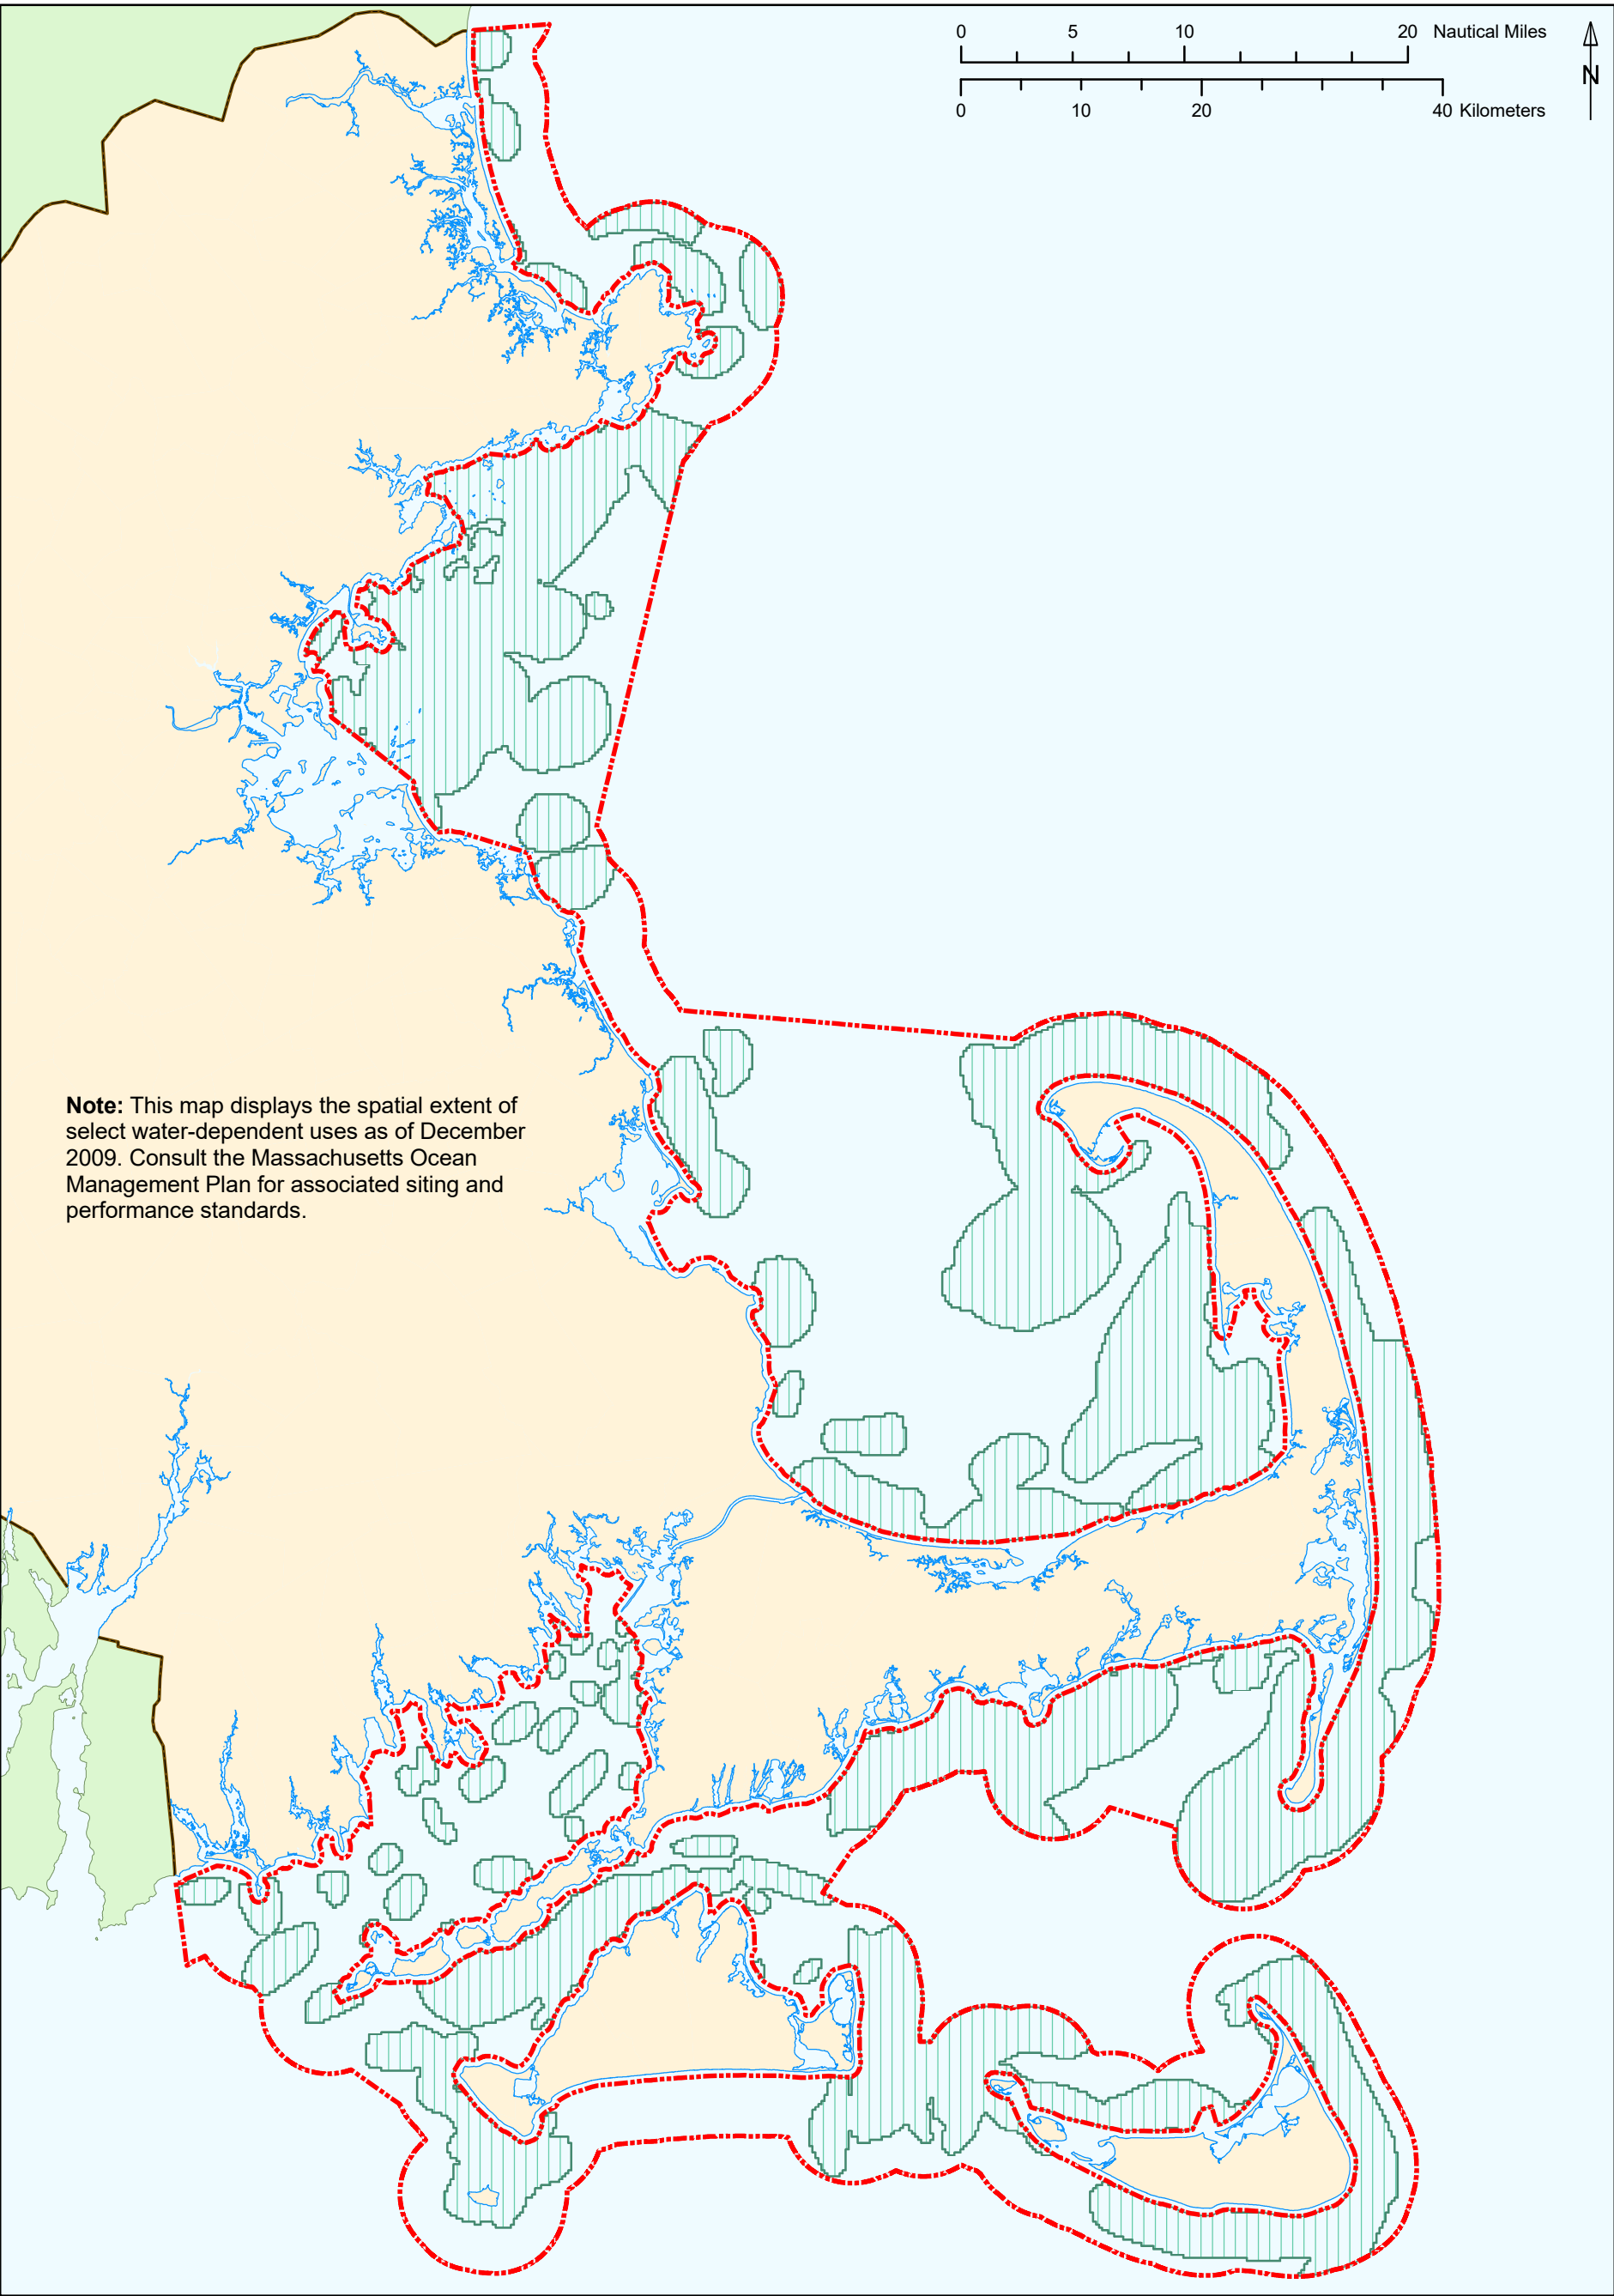 0 5 10 20 Nautical Miles
N
0 10 20 40 Kilometers
Note: This map displays the spatial extent of
select water-dependent uses as of December
2009. Consult the Massachusetts Ocean
Management Plan for associated siting and
performance standards.